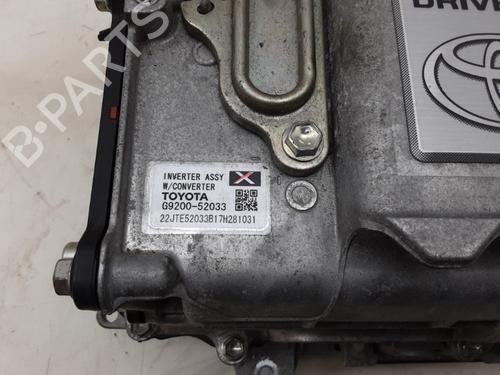 DRIVE
INVERTER ASSY
W/CONVERTER
TOYOTA
G9200-52033
22JTE52033B17H281031
B-PARTS